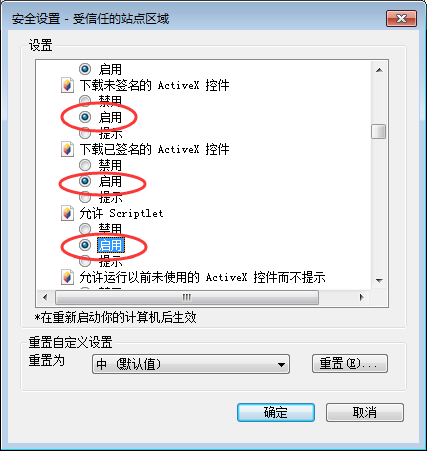 安全设置 - 受信任的站点区域
设置
启用
下载未签名的 ActiveX 控件
禁用
启用
提示
下载已签名的 ActiveX 控件
禁用
启用
提示
允许 Scriptlet
禁用
启用
提示
允许运行以前未使用的 ActiveX 控件而不提示
*在重新启动你的计算机后生效
重置自定义设置
重置为
中 (默认值)
重置(E)...
确定
取消